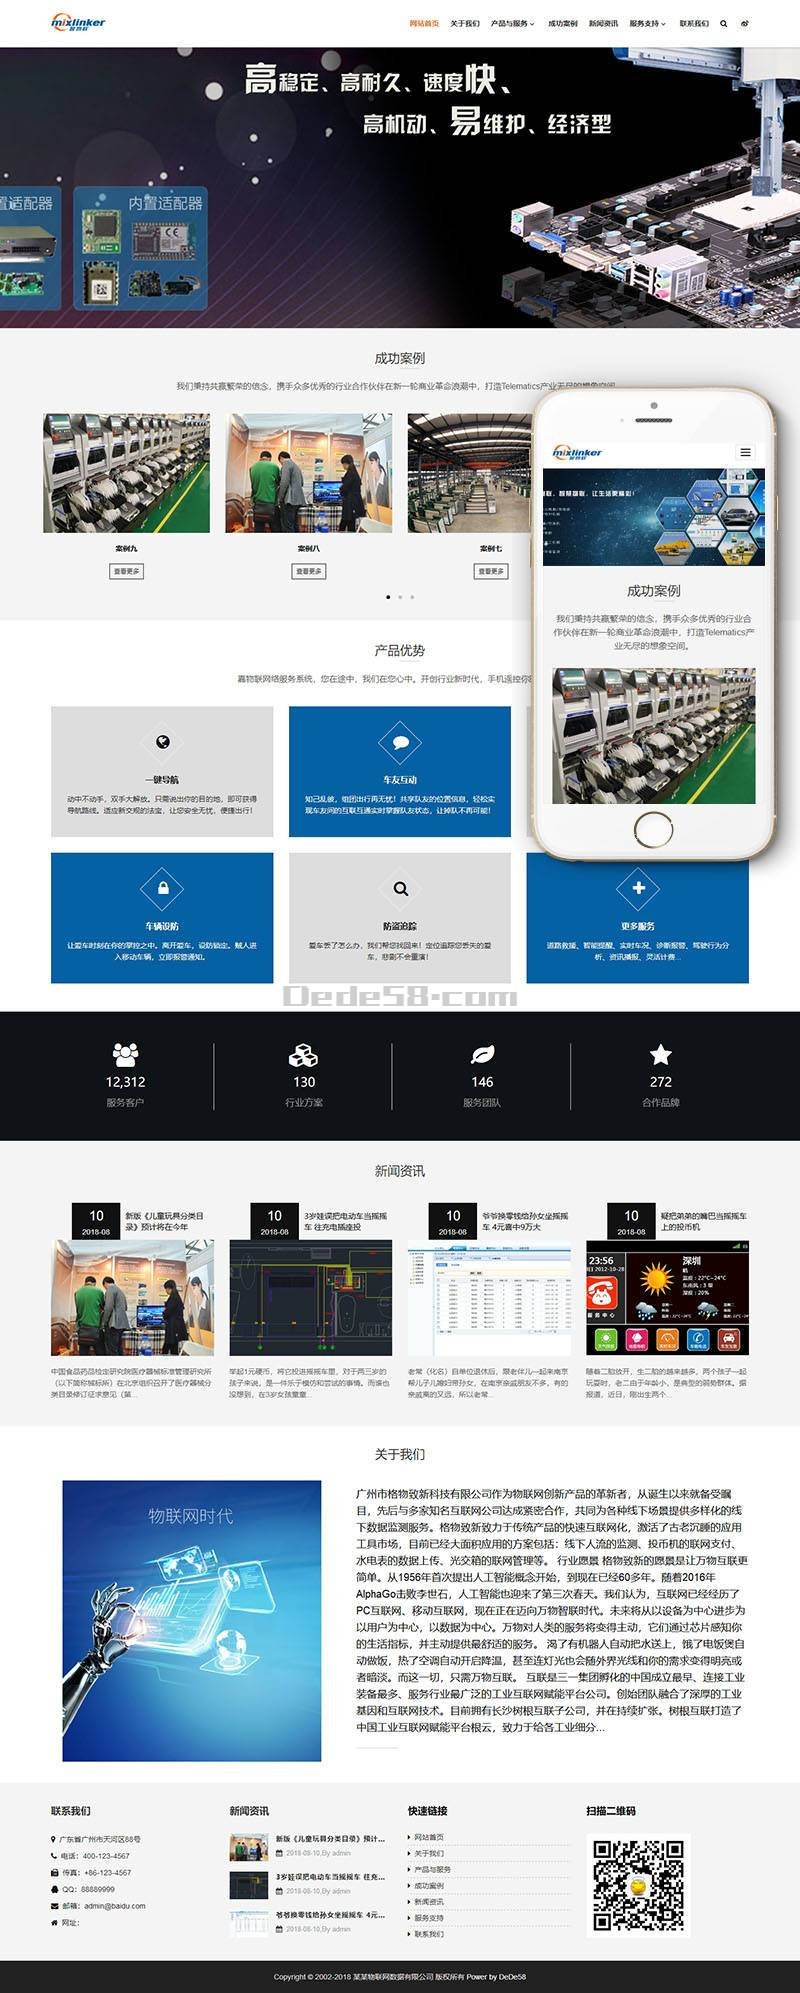 mixlinker
网站首页 关于我们 产品与服务 成功案例 新闻资讯 服务支持 联系我们
高稳定、高耐久、速度快、
高机动、易维护、经济型
置适配器
内置适配器
成功案例
我们秉持共赢繁荣的信念，携手众多优秀的行业合作伙伴在新一轮商业革命浪潮中，打造Telematics产业无尽的想象空间
案例九
案例八
案例七
查看更多
查看更多
查看更多
mixlinker
联、智慧物联，让生活更精彩！
成功案例
我们秉持共赢繁荣的信念，携手众多优秀的行业合
作伙伴在新一轮商业革命浪潮中，打造Telematics产
业无尽的想象空间。
产品优势
嘉物联网络服务系统，您在途中，我们在您心中。开创行业新时代，手机遥控你
一键导航
动中不动手，双手大解放。只需说出你的目的地，即可获得
导航路线。适应新交规的法宝，让您安全无忧，便捷出行！
车友互动
知己乱彼，组团出行再无忧！共享队友的位置信息，轻松实
现车友间的互联互通实时掌握队友状态，让掉队不再可能！
车辆设防
让爱车时刻在你的掌控之中。离开爱车，设防锁定。贼人进
入移动车辆，立即报警通知。
防盗追踪
爱车丢了怎么办，我们帮您找回来！定位追踪您丢失的爱
车，悲剧不会重演！
更多服务
道路救援、智能提醒、实时车况、诊断报警、驾驶行为分
析、资讯播报、灵活计费...
Dede58.com
12,312
服务客户
130
行业方案
146
服务团队
272
合作品牌
新闻资讯
10
2018-08
新版《儿童玩具分类目
录》预计将在今年
中国食品药品检定研究院医疗器械标准管理研究所
（以下简称械标所）在北京组织召开了医疗器械分
类目录修订征求意见（第...
10
2018-08
3岁娃误把电动车当摇摇
车 往充电插座投
举起1元硬币，将它投进摇摇车里，对于两三岁的
孩子来说，是一件乐于模仿和尝试的事情。而谁也
没想到，在3岁女孩童童...
10
2018-08
爷爷换零钱给孙女坐摇摇
车 4元喜中9万大
老常（化名）自单位退休后，跟老伴儿一起来南京
帮儿子儿媳妇带孙女，在南京亲戚朋友不多，有的
亲戚离的又远，所以老常...
10
2018-08
疑把弟弟的嘴巴当摇摇车
上的投币机
23:56
2012-10-28
深圳
服务中心
随着二胎放开，生二胎的越来越多，两个孩子一起
玩耍时，老二由于年龄小，是典型的弱势群体。据
报道，近日，刚出生两个...
关于我们
物联网时代
广州市格物致新科技有限公司作为物联网创新产品的革新者，从诞生以来就备受瞩
目，先后与多家知名互联网公司达成紧密合作，共同为各种线下场景提供多样化的线
下数据监测服务。格物致新致力于传统产品的快速互联网化，激活了古老沉睡的应用
工具市场，目前已经大面积应用的方案包括：线下人流的监测、投币机的联网支付、
水电表的数据上传、光交箱的联网管理等。 行业愿景 格物致新的愿景是让万物互联更
简单。从1956年首次提出人工智能概念开始，到现在已经60多年。随着2016年
AlphaGo击败李世石，人工智能也迎来了第三次春天。我们认为，互联网已经经历了
PC互联网、移动互联网，现在正在迈向万物智联时代。未来将从以设备为中心进步为
以用户为中心，以数据为中心。万物对人类的服务将变得主动，它们通过芯片感知你
的生活指标，并主动提供最舒适的服务。 渴了有机器人自动把水送上，饿了电饭煲自
动做饭，热了空调自动开启降温，甚至连灯光也会随外界光线和你的需求变得明亮或
者暗淡。而这一切，只需万物互联。 互联是三一集团孵化的中国成立最早、连接工业
装备最多、服务行业最广泛的工业互联网赋能平台公司。创始团队融合了深厚的工业
基因和互联网技术。目前拥有长沙树根互联子公司，并在持续扩张。树根互联打造了
中国工业互联网赋能平台根云，致力于给各工业细分...
联系我们
广东省广州市天河区88号
电话：400-123-4567
传真：+86-123-4567
QQ：88889999
邮箱：admin@baidu.com
网址：
新闻资讯
新版《儿童玩具分类目录》预计...
2018-08-10,By admin
3岁娃误把电动车当摇摇车 往充...
2018-08-10,By admin
爷爷换零钱给孙女坐摇摇车 4元...
2018-08-10,By admin
快速链接
网站首页
关于我们
产品与服务
成功案例
新闻资讯
服务支持
联系我们
扫描二维码
Copyright © 2002-2018 某某物联网数据有限公司 版权所有 Power by DeDe58